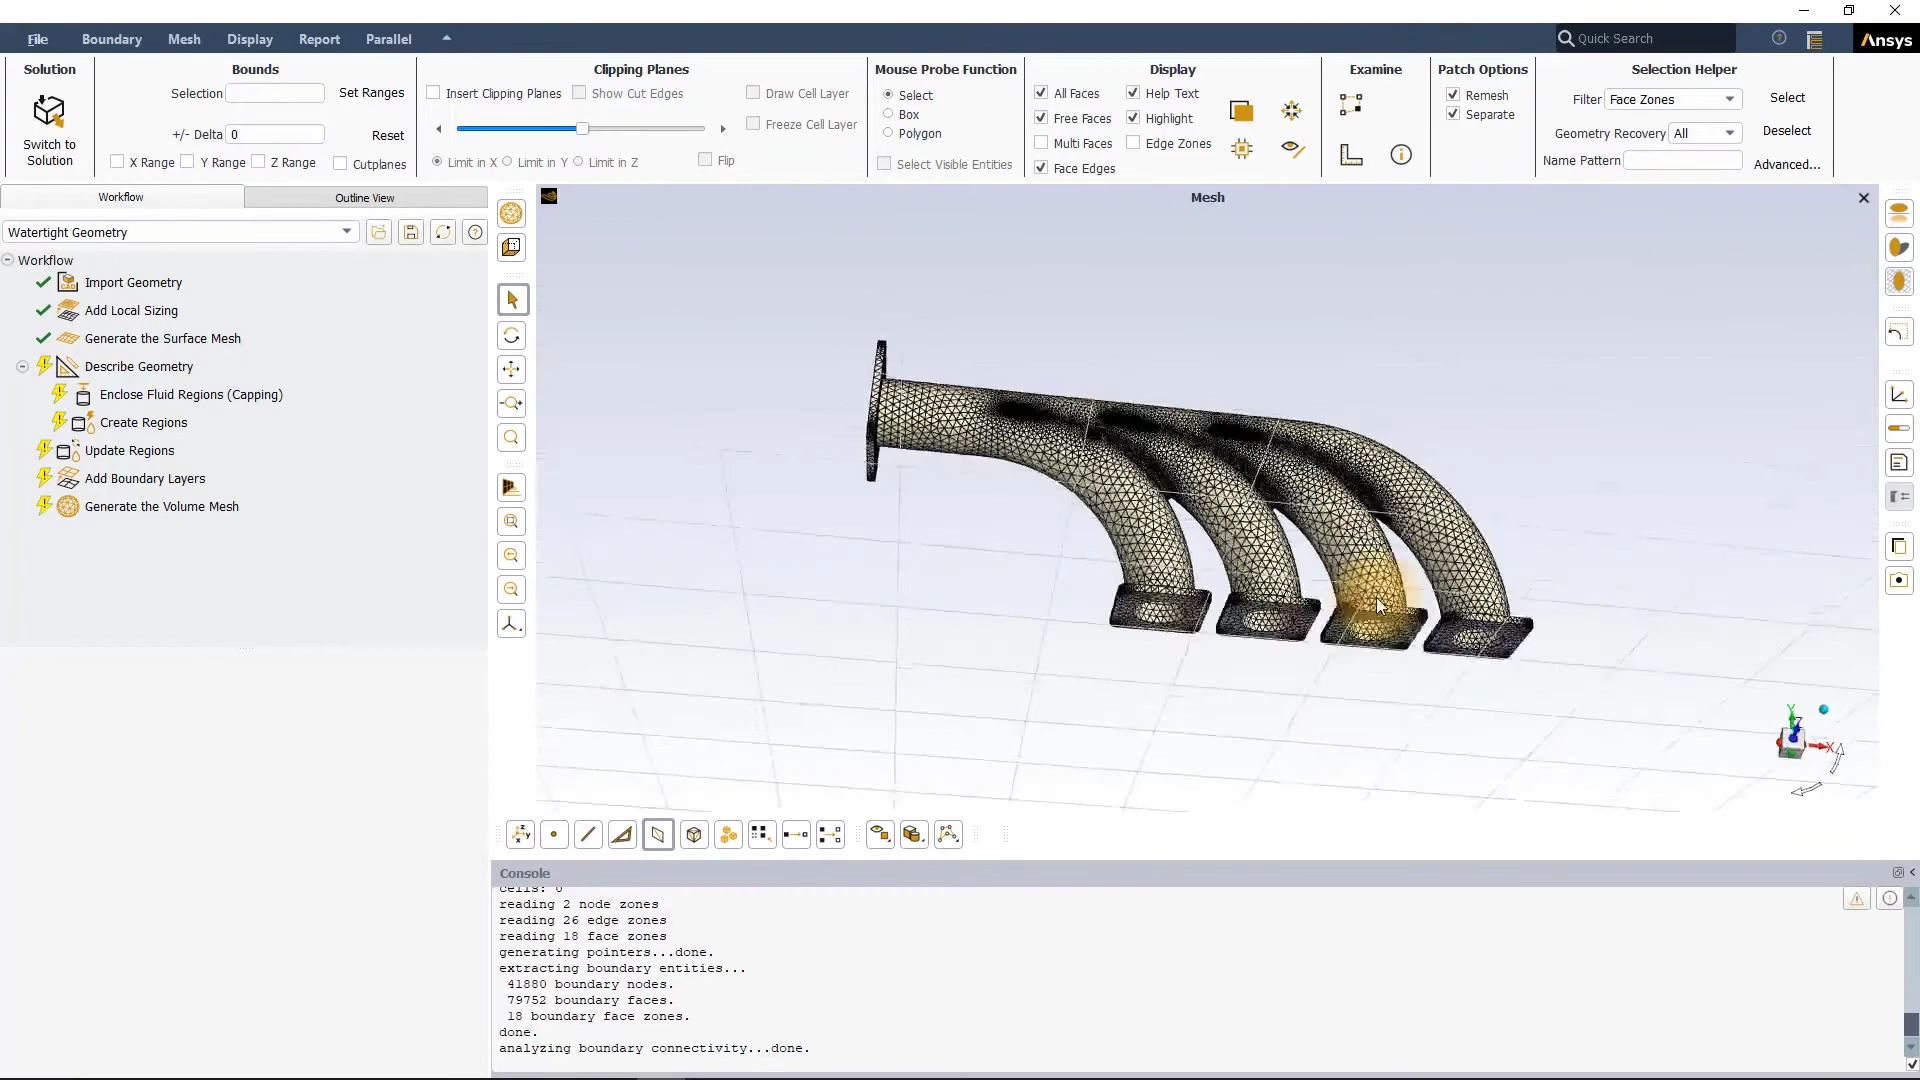 File Boundary Mesh Display Report Parallel Quick Search Ansys
Solution Bounds Clipping Planes Mouse Probe Function Display Examine Patch Options Selection Helper
Selection Set Ranges Insert Clipping Planes Show Cut Edges Draw Cell Layer Select All Faces Help Text Remesh Filter Face Zones Select
Box Free Faces Highlight Separate
+/- Delta 0 Reset Freeze Cell Layer Polygon Multi Faces Edge Zones Geometry Recovery All Deselect
Switch to
Solution
X Range Y Range Z Range Cutplanes Limit in X Limit in Y Limit in Z Flip Select Visible Entities Face Edges Name Pattern Advanced...
Workflow Outline View Mesh
Watertight Geometry
Workflow
Import Geometry
Add Local Sizing
Generate the Surface Mesh
Describe Geometry
Enclose Fluid Regions (Capping)
Create Regions
Update Regions
Add Boundary Layers
Generate the Volume Mesh
Y
Z
X
Console
cells: 0
reading 2 node zones
reading 26 edge zones
reading 18 face zones
generating pointers...done.
extracting boundary entities...
41880 boundary nodes.
79752 boundary faces.
18 boundary face zones.
done.
analyzing boundary connectivity...done.